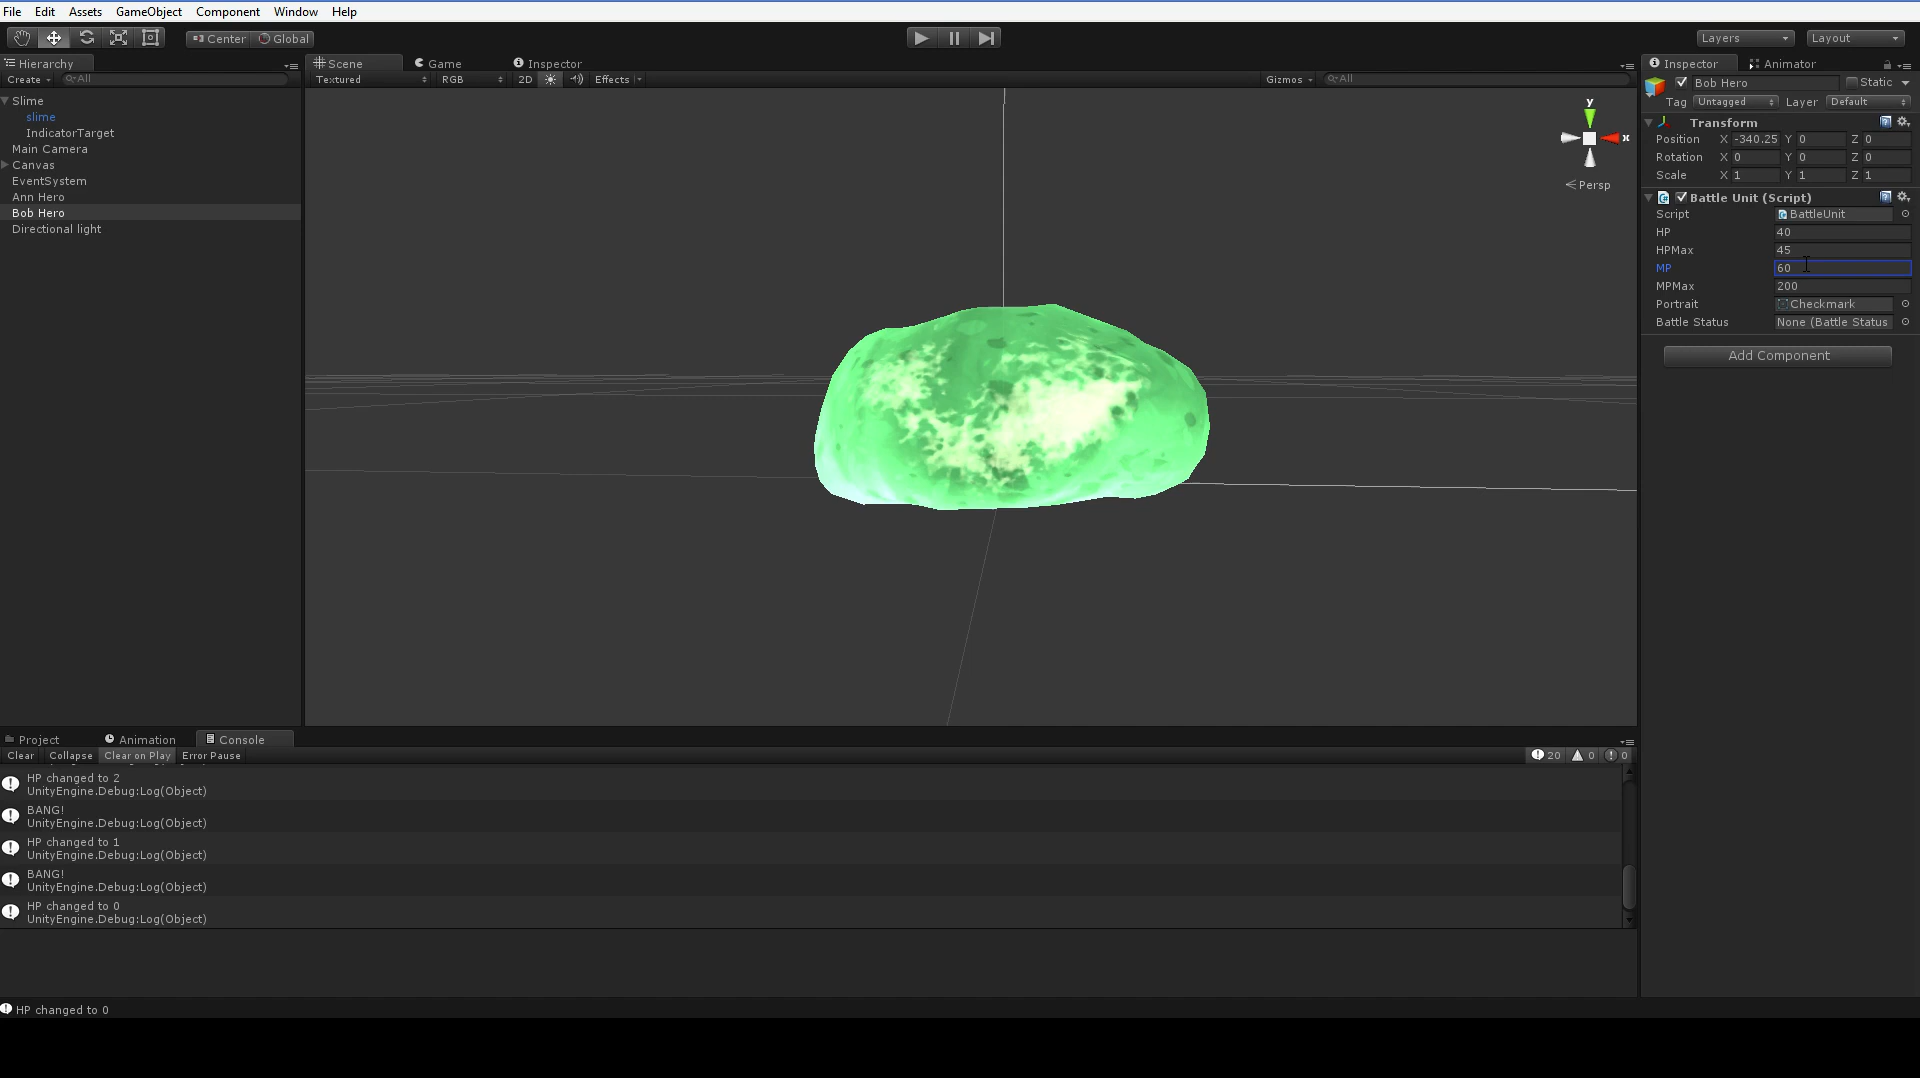 File Edit Assets GameObject Component Window Help
Center Global Layers Layout
Hierarchy
Create All
Slime
slime
IndicatorTarget
Main Camera
Canvas
EventSystem
Ann Hero
Bob Hero
Directional light
Scene Game Inspector
Textured RGB 2D Effects Gizmos All
y
x
Persp
Inspector Animator
Bob Hero Static
Tag Untagged Layer Default
Transform
Position X -340.25 Y 0 Z 0
Rotation X 0 Y 0 Z 0
Scale X 1 Y 1 Z 1
Battle Unit (Script)
Script BattleUnit
HP 40
HPMax 45
MP 60
MPMax 200
Portrait Checkmark
Battle Status None (Battle Status
Add Component
Project Animation Console
Clear Collapse Clear on Play Error Pause 20 0 0
HP changed to 2
UnityEngine.Debug:Log(Object)
BANG!
UnityEngine.Debug:Log(Object)
HP changed to 1
UnityEngine.Debug:Log(Object)
BANG!
UnityEngine.Debug:Log(Object)
HP changed to 0
UnityEngine.Debug:Log(Object)
HP changed to 0